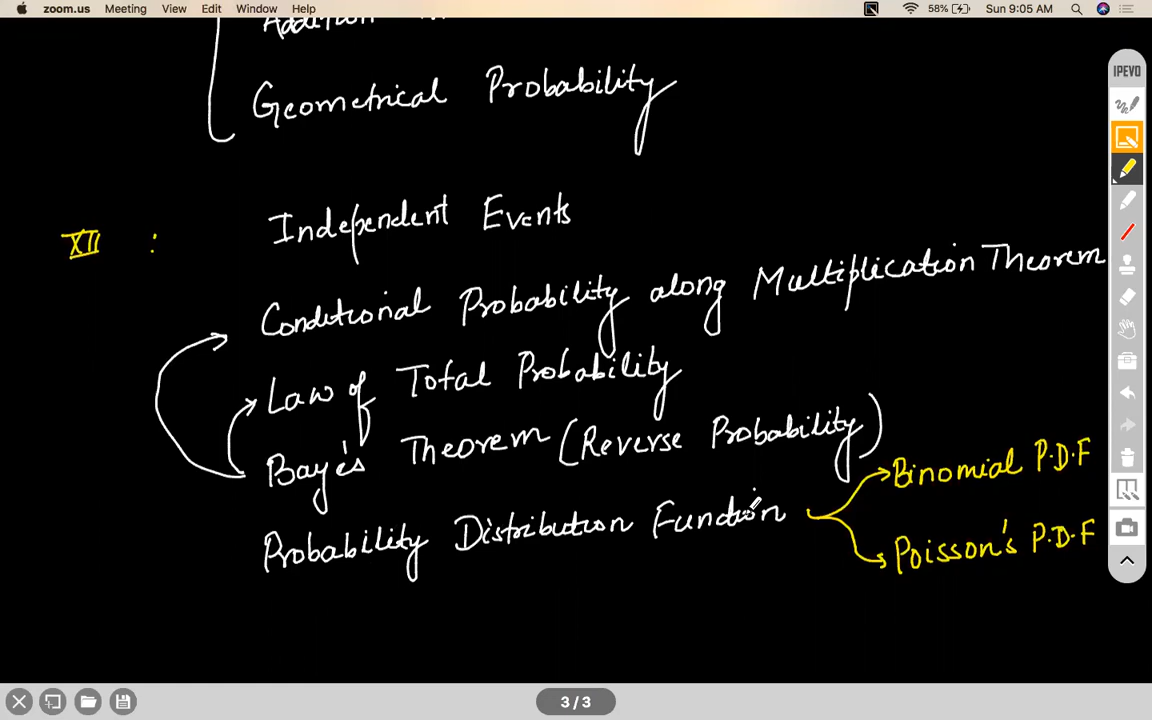 zoom.us Meeting View Edit Window Help 58% Sun 9:05 AM
Addition
Geometrical Probability
IPEVO
XII : Independent Events
Conditional Probability along Multiplication Theorem
Law of Total Probability
Baye's Theorem (Reverse Probability)
Binomial P.D.F
Probability Distribution Function
Poisson's P.D.F
3 / 3